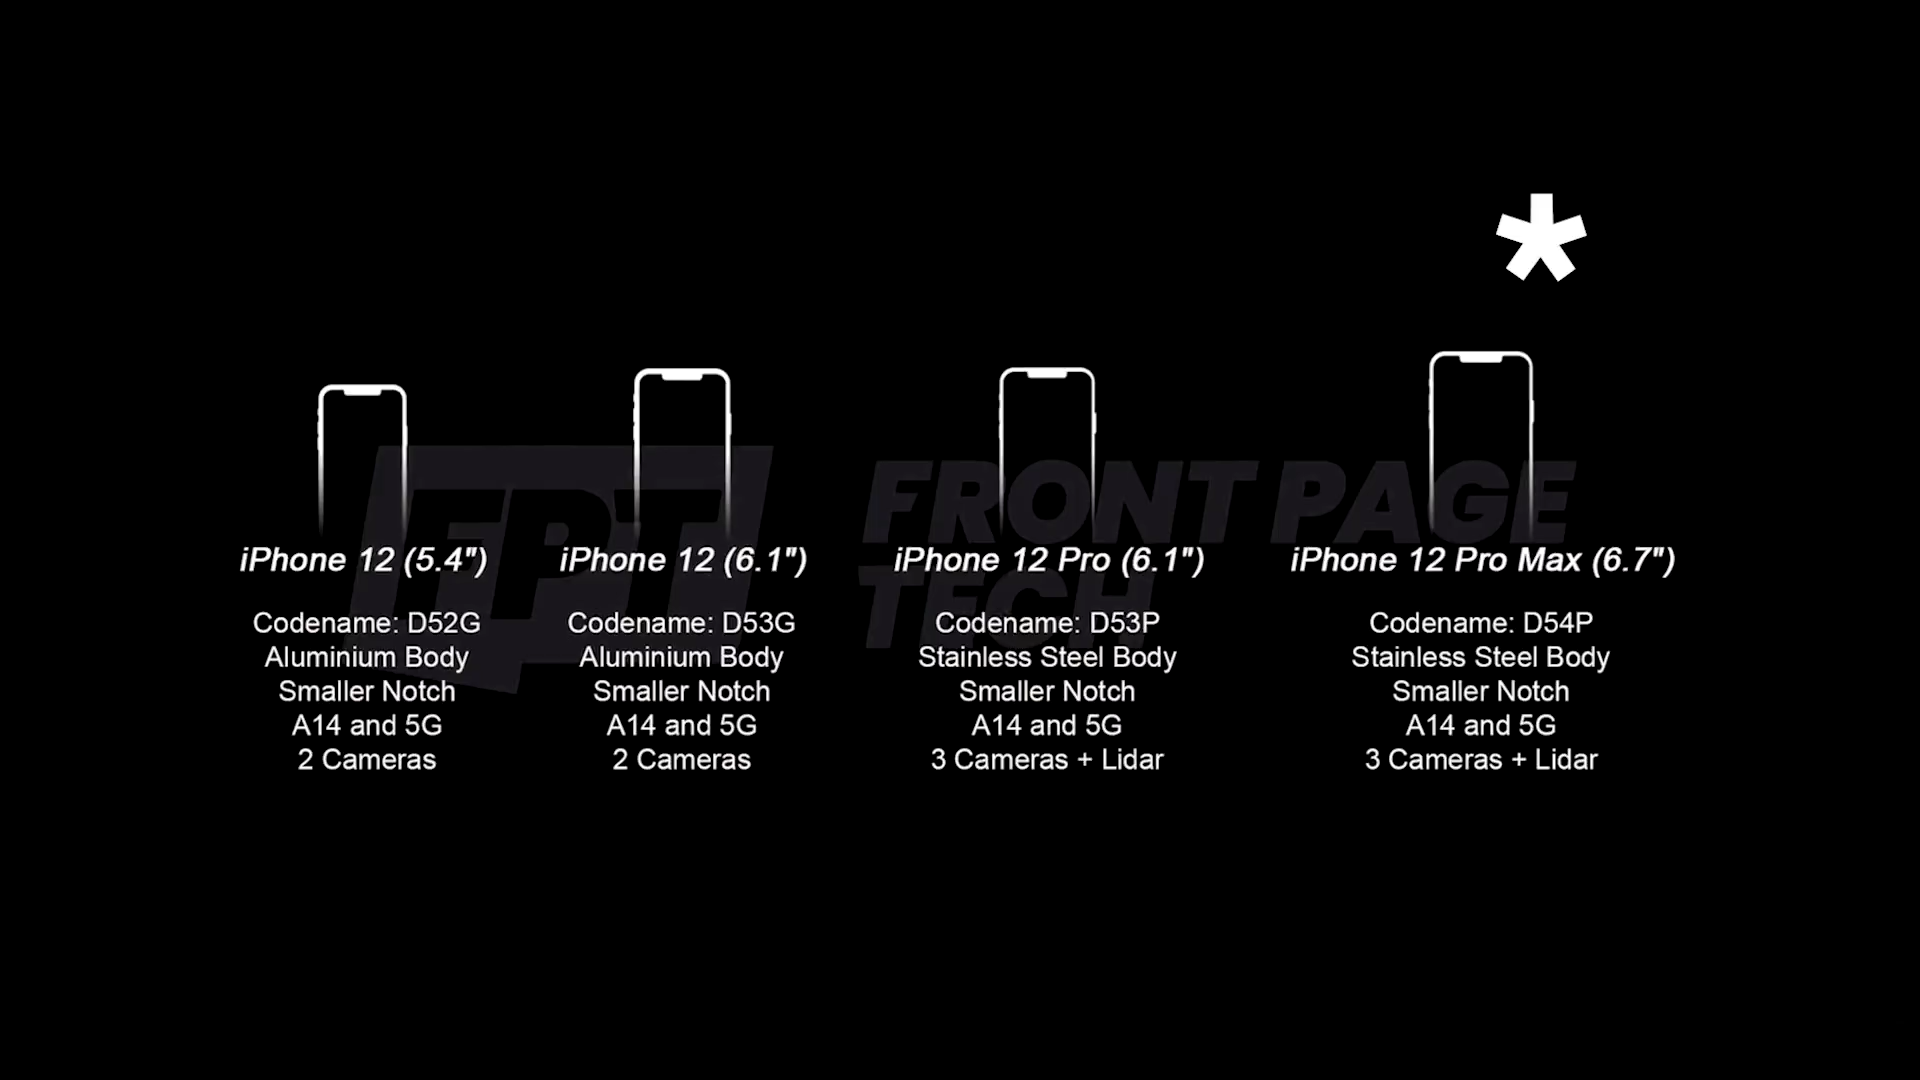 *
FPT
FRONT PAGE
TECH
iPhone 12 (5.4")
Codename: D52G
Aluminium Body
Smaller Notch
A14 and 5G
2 Cameras
iPhone 12 (6.1")
Codename: D53G
Aluminium Body
Smaller Notch
A14 and 5G
2 Cameras
iPhone 12 Pro (6.1")
Codename: D53P
Stainless Steel Body
Smaller Notch
A14 and 5G
3 Cameras + Lidar
iPhone 12 Pro Max (6.7")
Codename: D54P
Stainless Steel Body
Smaller Notch
A14 and 5G
3 Cameras + Lidar